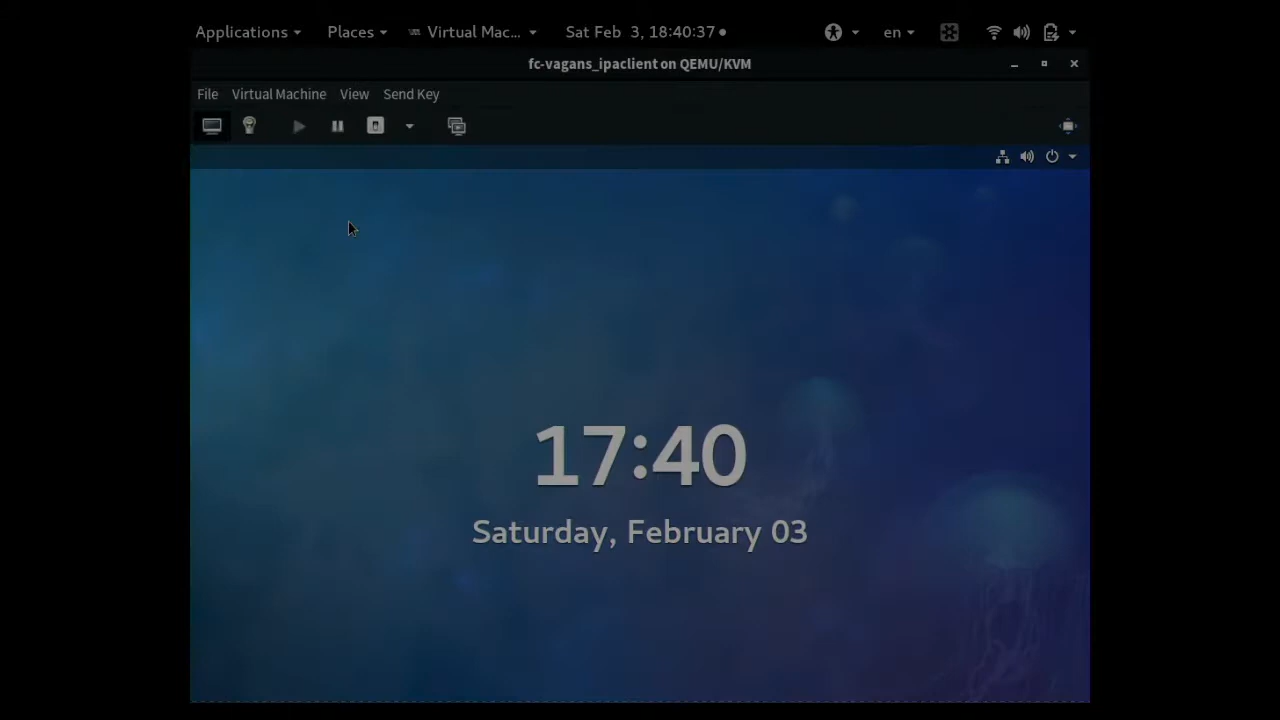 Applications Places Virtual Mac... Sat Feb 3, 18:40:37 en
fc-vagans_ipaclient on QEMU/KVM
File Virtual Machine View Send Key
17:40
Saturday, February 03